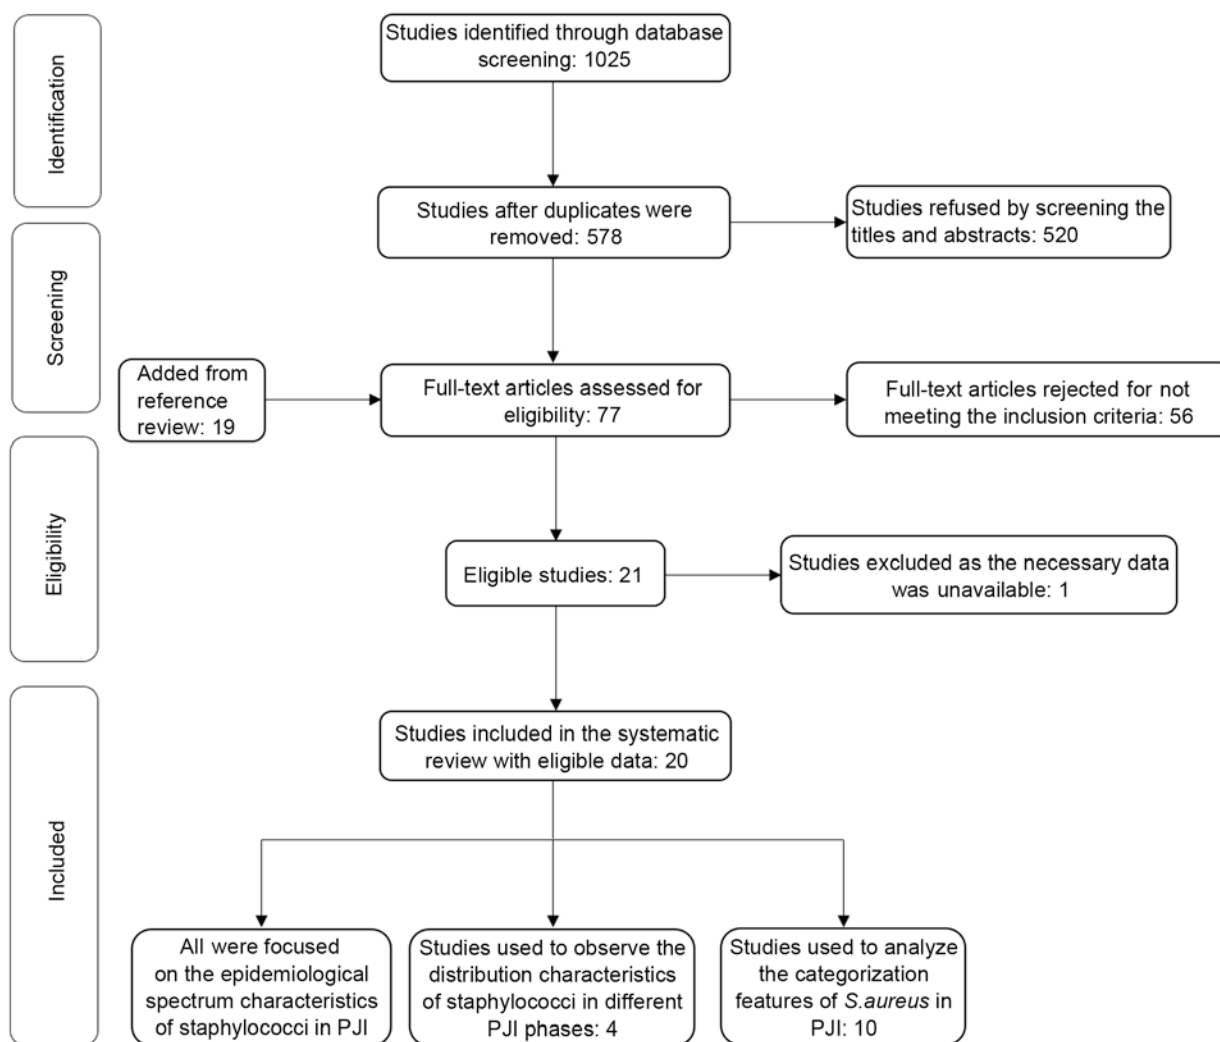 Identification
Studies identified through database
screening: 1025
Studies after duplicates were
removed: 578
Studies refused by screening the
titles and abstracts: 520
Screening
Added from
reference
review: 19
Full-text articles assessed for
eligibility: 77
Full-text articles rejected for not
meeting the inclusion criteria: 56
Eligibility
Eligible studies: 21
Studies excluded as the necessary data
was unavailable: 1
Included
Studies included in the systematic
review with eligible data: 20
All were focused
on the epidemiological
spectrum characteristics
of staphylococci in PJI
Studies used to observe the
distribution characteristics
of staphylococci in different
PJI phases: 4
Studies used to analyze
the categorization
features of S.aureus in
PJI: 10